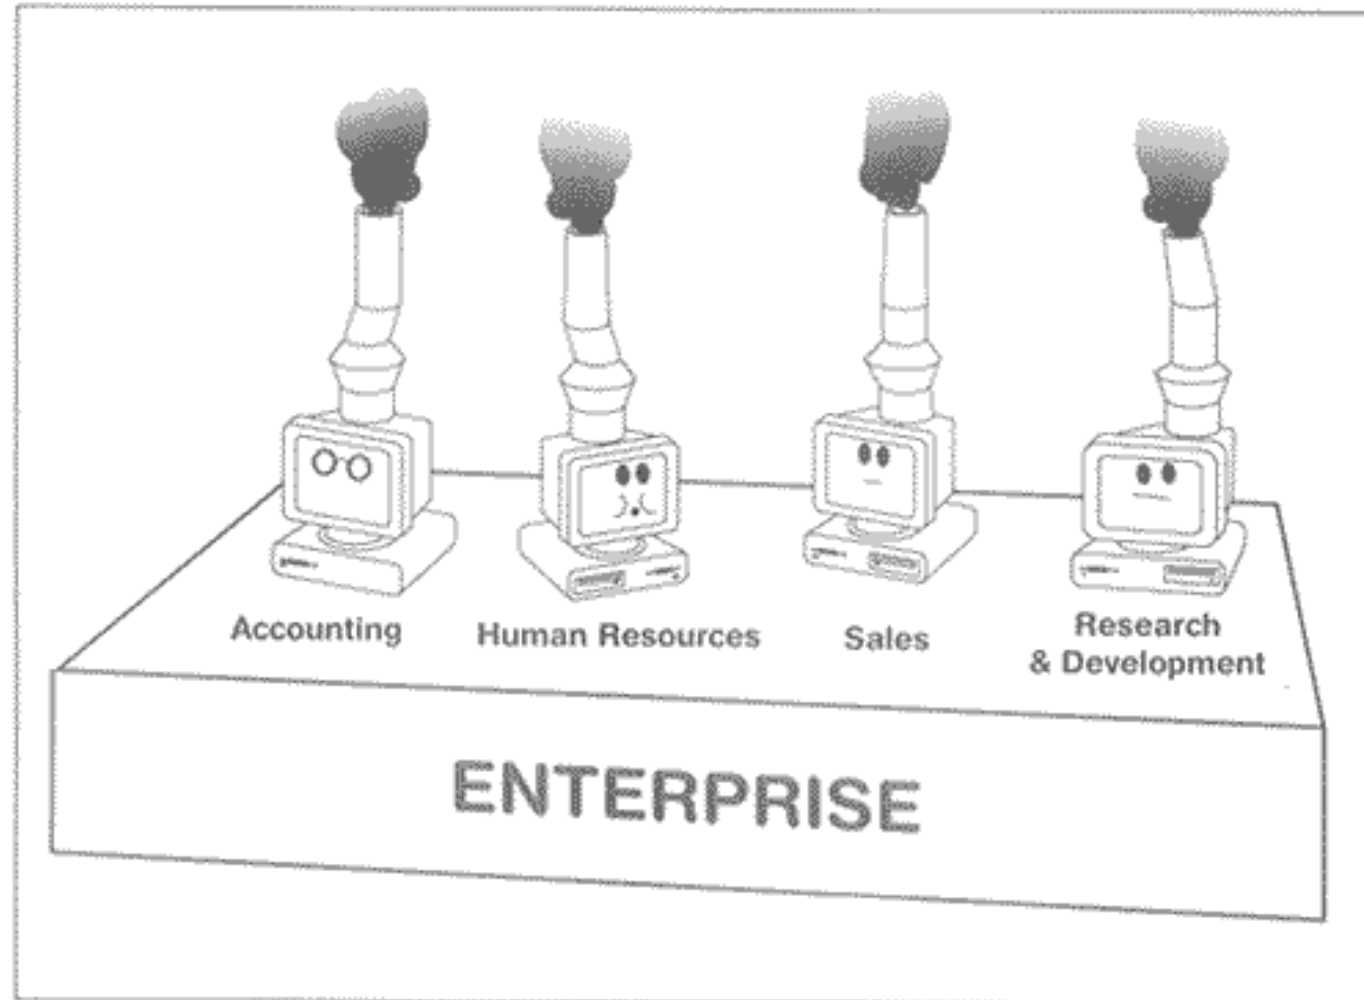 Accounting
Human Resources
Sales
Research
& Development
ENTERPRISE